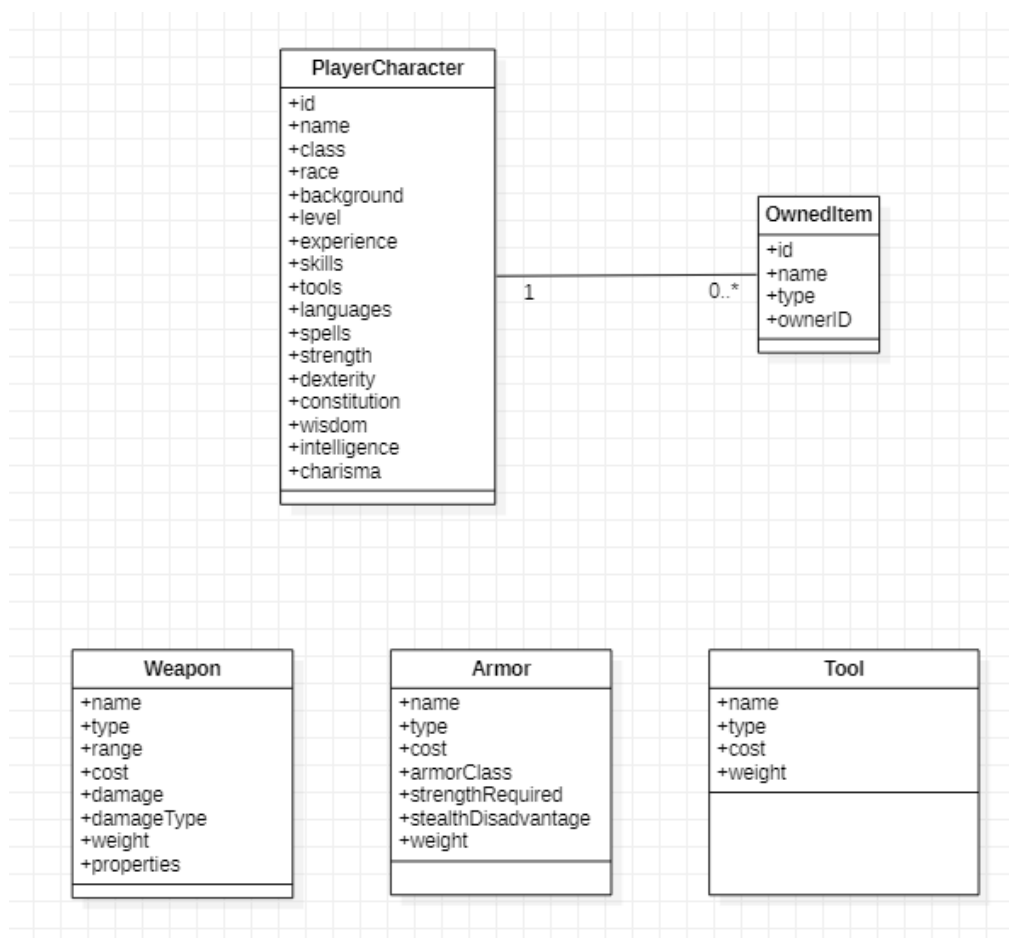 PlayerCharacter
+id
+name
+class
+race
+background
+level
+experience
+skills
+tools
+languages
+spells
+strength
+dexterity
+constitution
+wisdom
+intelligence
+charisma
1
0..*
OwnedItem
+id
+name
+type
+ownerID
Weapon
+name
+type
+range
+cost
+damage
+damageType
+weight
+properties
Armor
+name
+type
+cost
+armorClass
+strengthRequired
+stealthDisadvantage
+weight
Tool
+name
+type
+cost
+weight